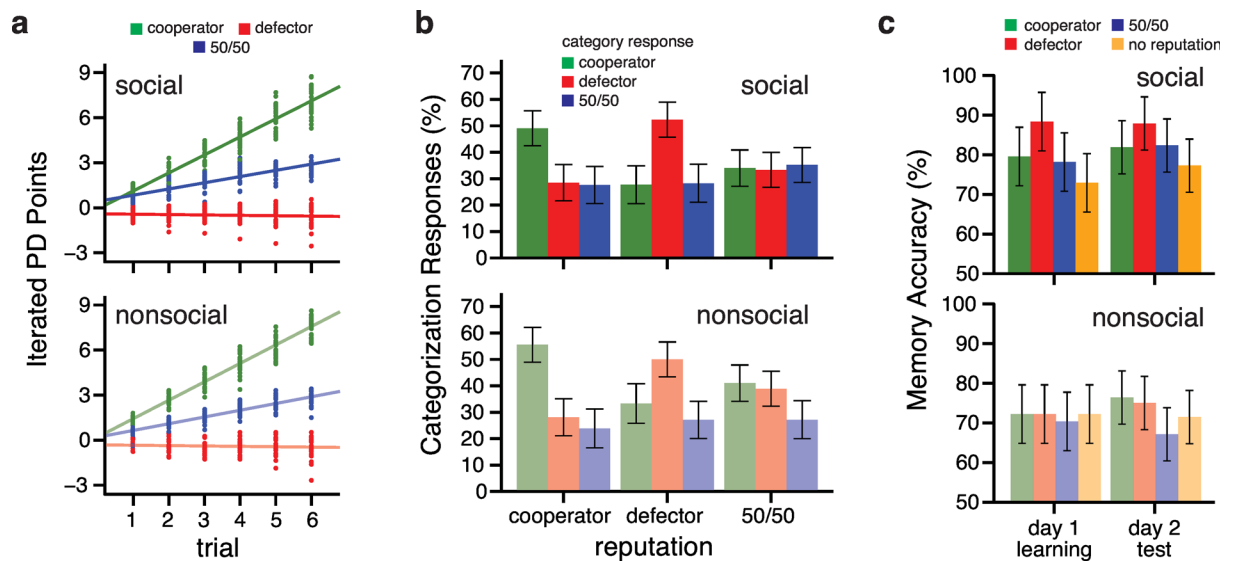 a
cooperator defector
50/50
Iterated PD Points
9
6
3
0
−3
social
9
6
3
0
−3
nonsocial
1 2 3 4 5 6
trial
b
category response
cooperator
defector
50/50
Categorization Responses (%)
70
60
50
40
30
20
10
0
social
70
60
50
40
30
20
10
0
nonsocial
cooperator defector 50/50
reputation
c
cooperator 50/50
defector no reputation
Memory Accuracy (%)
100
90
80
70
60
50
social
100
90
80
70
60
50
nonsocial
day 1 day 2
learning test